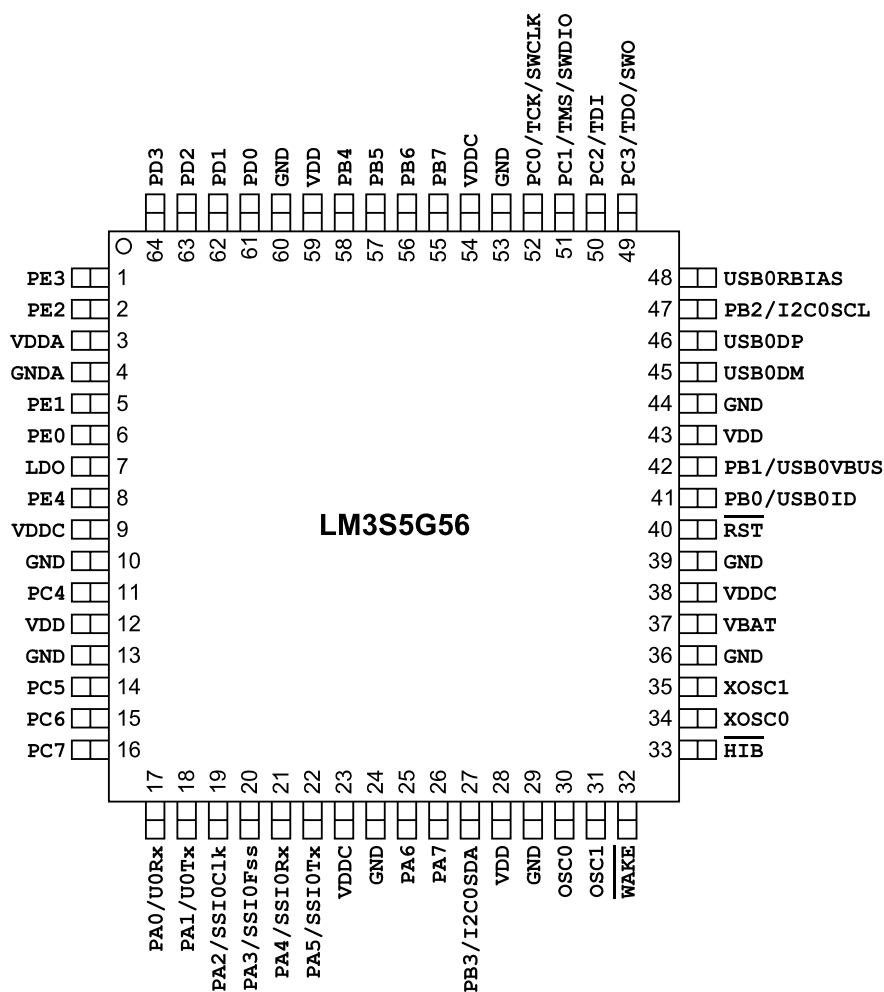 PD3
PD2
PD1
PD0
GND
VDD
PB4
PB5
PB6
PB7
VDDC
GND
PC0/TCK/SWCLK
PC1/TMS/SWDIO
PC2/TDI
PC3/TDO/SWO
64
63
62
61
60
59
58
57
56
55
54
53
52
51
50
49
PE3 1
PE2 2
VDDA 3
GNDA 4
PE1 5
PE0 6
LDO 7
PE4 8
VDDC 9
GND 10
PC4 11
VDD 12
GND 13
PC5 14
PC6 15
PC7 16
LM3S5G56
48 USB0RBIAS
47 PB2/I2C0SCL
46 USB0DP
45 USB0DM
44 GND
43 VDD
42 PB1/USB0VBUS
41 PB0/USB0ID
40 RST
39 GND
38 VDDC
37 VBAT
36 GND
35 XOSC1
34 XOSC0
33 HIB
17
18
19
20
21
22
23
24
25
26
27
28
29
30
31
32
PA0/U0Rx
PA1/U0Tx
PA2/SSI0Clk
PA3/SSI0Fss
PA4/SSI0Rx
PA5/SSI0Tx
VDDC
GND
PA6
PA7
PB3/I2C0SDA
VDD
GND
OSC0
OSC1
WAKE